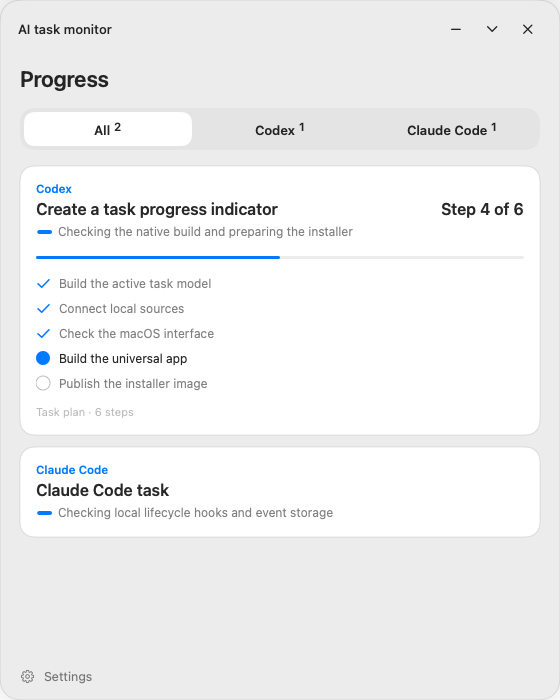 AI task monitor
Progress
All 2
Codex 1
Claude Code 1
Codex
Create a task progress indicator
Step 4 of 6
Checking the native build and preparing the installer
Build the active task model
Connect local sources
Check the macOS interface
Build the universal app
Publish the installer image
Task plan · 6 steps
Claude Code
Claude Code task
Checking local lifecycle hooks and event storage
Settings